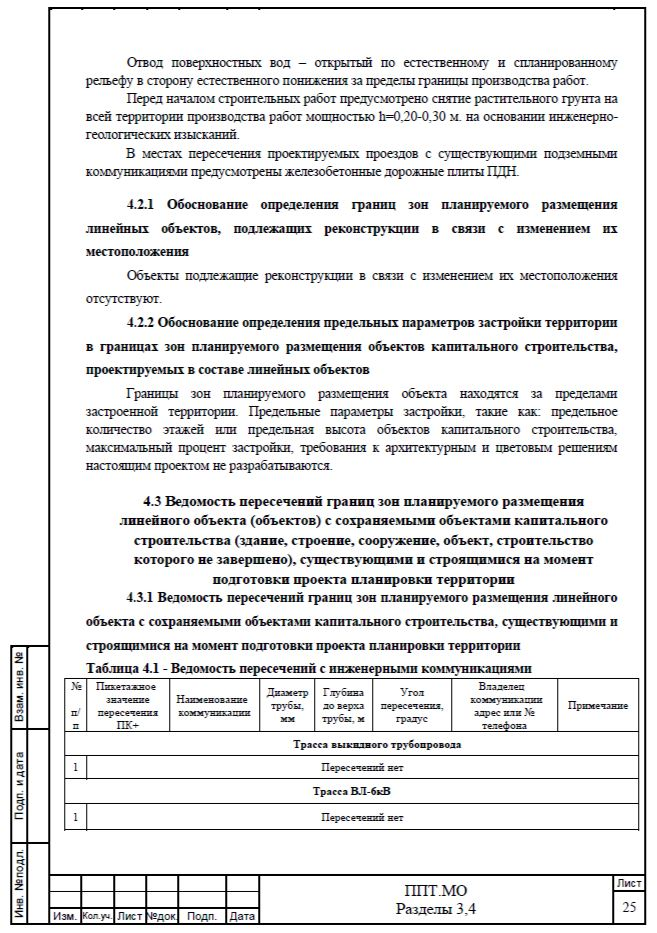 Отвод поверхностных вод – открытый по естественному и спланированному
рельефу в сторону естественного понижения за пределы границы производства работ.
Перед началом строительных работ предусмотрено снятие растительного грунта на
всей территории производства работ мощностью h=0,20-0,30 м. на основании инженерно-
геологических изысканий.
В местах пересечения проектируемых проездов с существующими подземными
коммуникациями предусмотрены железобетонные дорожные плиты ПДН.
4.2.1 Обоснование определения границ зон планируемого размещения
линейных объектов, подлежащих реконструкции в связи с изменением их
местоположения
Объекты подлежащие реконструкции в связи с изменением их местоположения
отсутствуют.
4.2.2 Обоснование определения предельных параметров застройки территории
в границах зон планируемого размещения объектов капитального строительства,
проектируемых в составе линейных объектов
Границы зон планируемого размещения объекта находятся за пределами
застроенной территории. Предельные параметры застройки, такие как: предельное
количество этажей или предельная высота объектов капитального строительства,
максимальный процент застройки, требования к архитектурным и цветовым решениям
настоящим проектом не разрабатываются.
4.3 Ведомость пересечений границ зон планируемого размещения
линейного объекта (объектов) с сохраняемыми объектами капитального
строительства (здание, строение, сооружение, объект, строительство
которого не завершено), существующими и строящимися на момент
подготовки проекта планировки территории
4.3.1 Ведомость пересечений границ зон планируемого размещения линейного
объекта с сохраняемыми объектами капитального строительства, существующими и
строящимися на момент подготовки проекта планировки территории
Таблица 4.1 - Ведомость пересечений с инженерными коммуникациями
№
п/
п
Пикетажное
значение
пересечения
ПК+
Наименование
коммуникации
Диаметр
трубы,
мм
Глубина
до верха
трубы, м
Угол
пересечения,
градус
Владелец
коммуникации
адрес или №
телефона
Примечание
Трасса выкидного трубопровода
1 Пересечений нет
Трасса ВЛ-6кВ
1 Пересечений нет
Взам. инв. №
Подп. и дата
Инв. №подл.
Изм. Кол.уч. Лист №док. Подп. Дата
ППТ.МО
Разделы 3,4
Лист
25